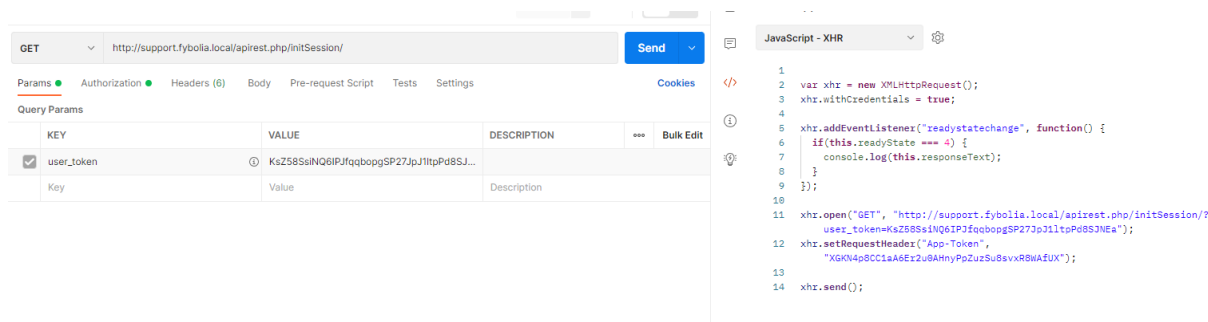 GET
http://support.fybolia.local/apirest.php/initSession/
Send
Params
Authorization
Headers (6)
Body
Pre-request Script
Tests
Settings
Cookies
Query Params
KEY
VALUE
DESCRIPTION
Bulk Edit
user_token
KsZ58SsiNQ6IPJfqqbopgSP27JpJ1ltpPd8SJ...
Key
Value
Description
JavaScript - XHR
1
2 var xhr = new XMLHttpRequest();
3 xhr.withCredentials = true;
4
5 xhr.addEventListener("readystatechange", function() {
6 if(this.readyState === 4) {
7 console.log(this.responseText);
8 }
9 });
10
11 xhr.open("GET", "http://support.fybolia.local/apirest.php/initSession/?
user_token=KsZ58SsiNQ6IPJfqqbopgSP27JpJ1ltpPd8SJNEa");
12 xhr.setRequestHeader("App-Token",
"XGKN4p8CC1aA6Er2u0AHnyPpZuzSu8svxR8WAfUX");
13
14 xhr.send();